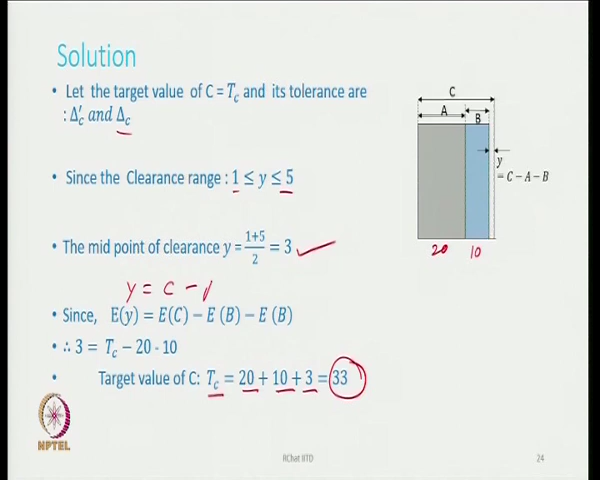 Solution
• Let the target value of C = T_c and its tolerance are
: Δ′_c and Δ_c
• Since the Clearance range : 1 ≤ y ≤ 5
• The mid point of clearance y = (1+5)/2 = 3
y = C -
• Since, E(y) = E(C) − E (B) − E (B)
• ∴ 3 = T_c − 20 - 10
• Target value of C: T_c = 20 + 10 + 3 = 33
C
A
B
y
= C − A − B
20 10
NPTEL
RChat IITD
24